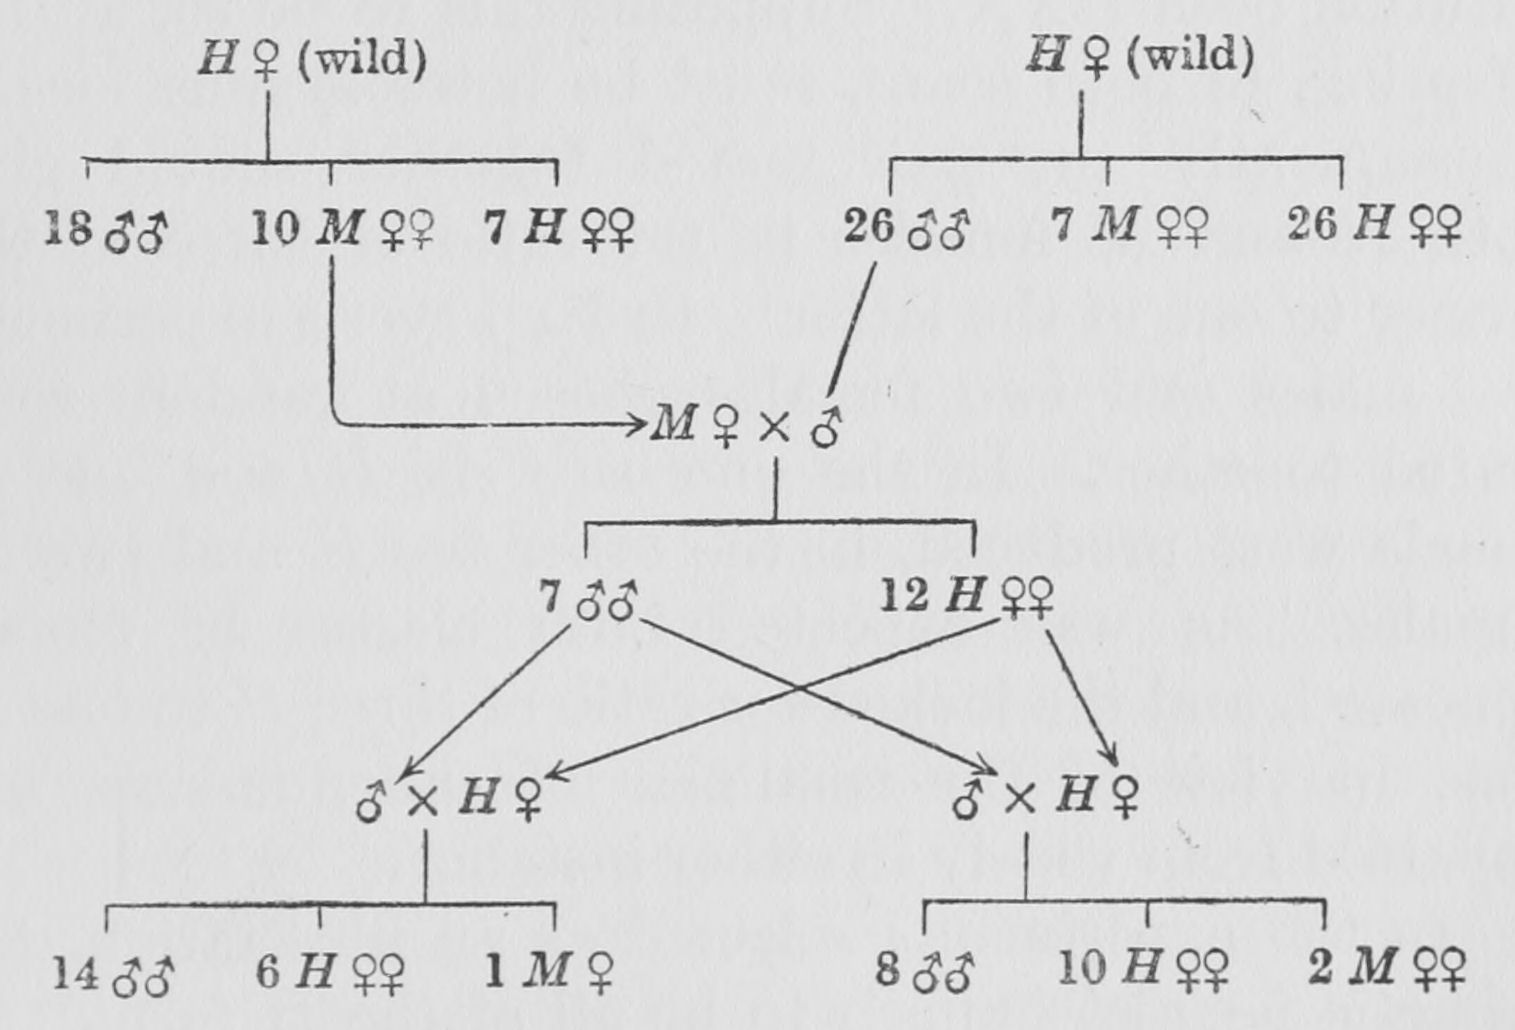 H ♀ (wild) H ♀ (wild)
18 ♂♂ 10 M ♀♀ 7 H ♀♀ 26 ♂♂ 7 M ♀♀ 26 H ♀♀
M ♀ × ♂
7 ♂♂ 12 H ♀♀
♂ × H ♀ ♂ × H ♀
14 ♂♂ 6 H ♀♀ 1 M ♀ 8 ♂♂ 10 H ♀♀ 2 M ♀♀